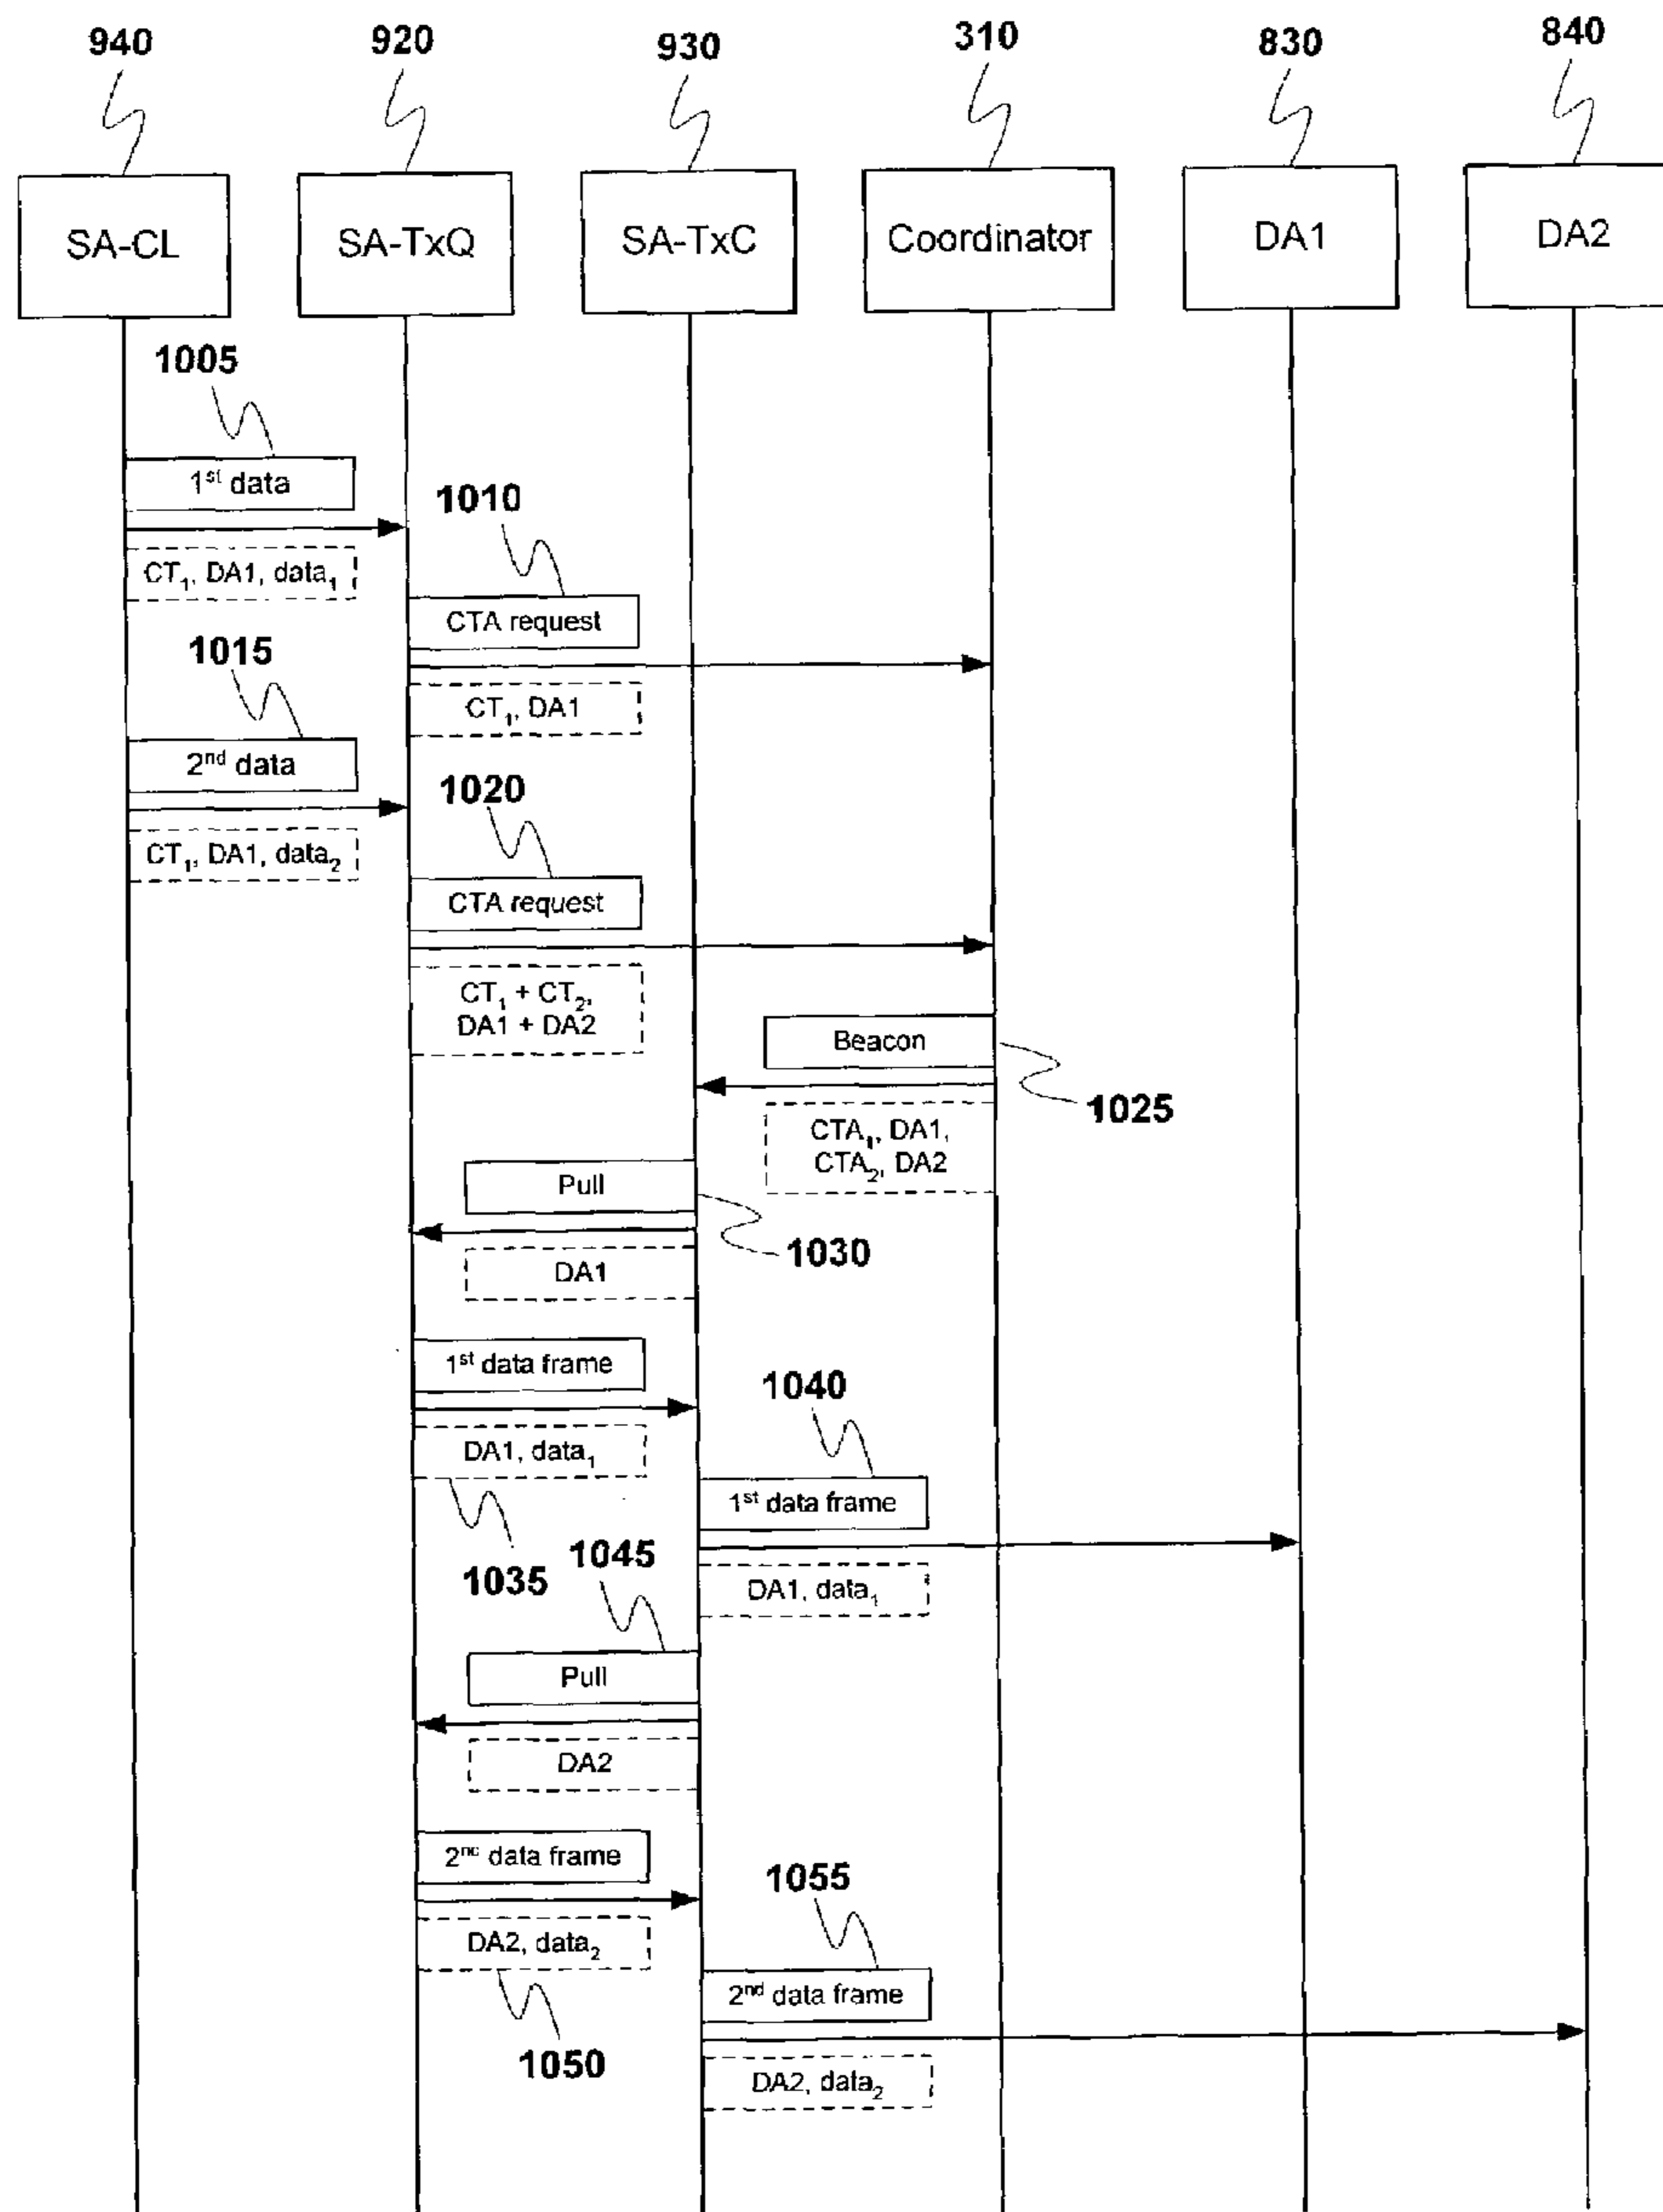 940 920 930 310 830 840
SA-CL SA-TxQ SA-TxC Coordinator DA1 DA2
1005
1st data
CT1, DA1, data1
1010
CTA request
CT1, DA1
1015
2nd data
CT1, DA1, data2
1020
CTA request
CT1 + CT2,
DA1 + DA2
Beacon
1025
CTA1, DA1,
CTA2, DA2
Pull
1030
DA1
1st data frame
DA1, data1
1035
1040
1st data frame
DA1, data1
1045
Pull
DA2
2nd data frame
DA2, data2
1050
1055
2nd data frame
DA2, data2